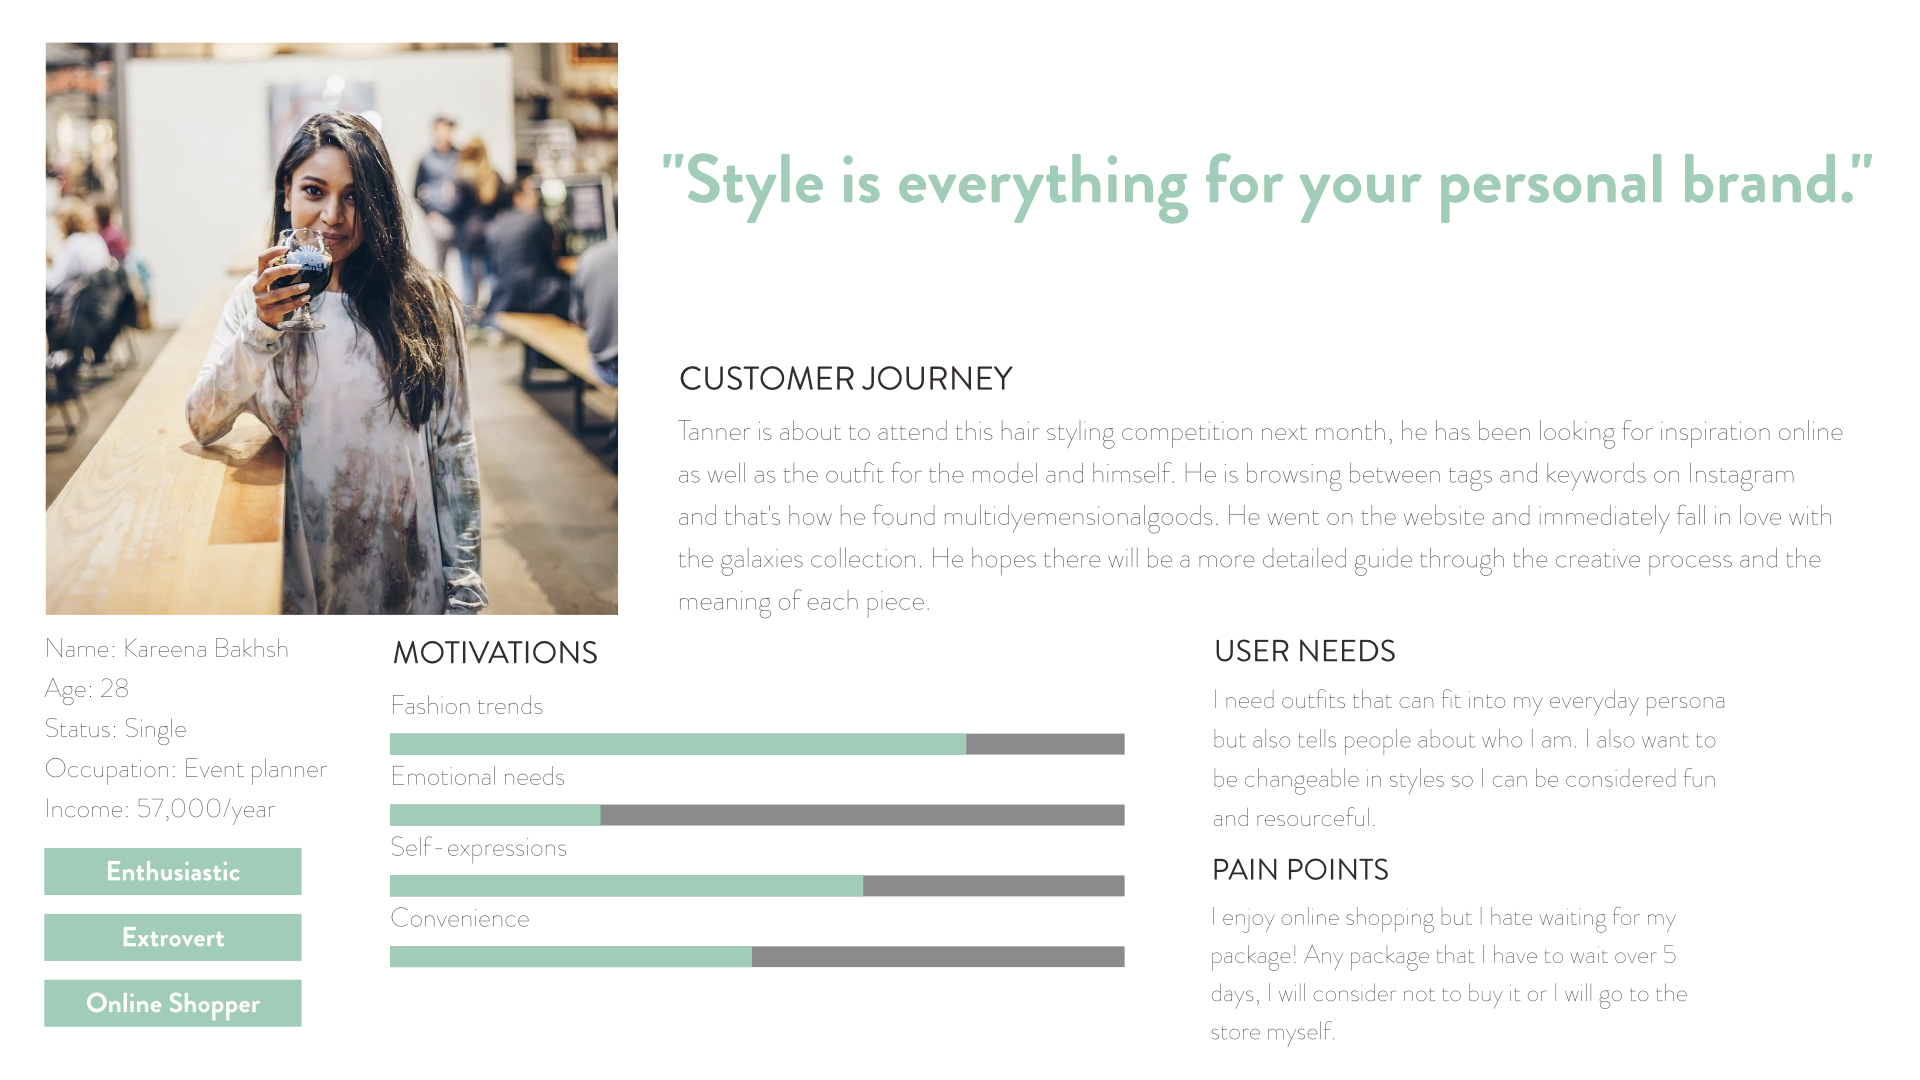 "Style is everything for your personal brand."
CUSTOMER JOURNEY
Tanner is about to attend this hair styling competition next month, he has been looking for inspiration online
as well as the outfit for the model and himself. He is browsing between tags and keywords on Instagram
and that's how he found multidyemensionalgoods. He went on the website and immediately fall in love with
the galaxies collection. He hopes there will be a more detailed guide through the creative process and the
meaning of each piece.
Name: Kareena Bakhsh
Age: 28
Status: Single
Occupation: Event planner
Income: 57,000/year
Enthusiastic
Extrovert
Online Shopper
MOTIVATIONS
Fashion trends
Emotional needs
Self-expressions
Convenience
USER NEEDS
I need outfits that can fit into my everyday persona
but also tells people about who I am. I also want to
be changeable in styles so I can be considered fun
and resourceful.
PAIN POINTS
I enjoy online shopping but I hate waiting for my
package! Any package that I have to wait over 5
days, I will consider not to buy it or I will go to the
store myself.